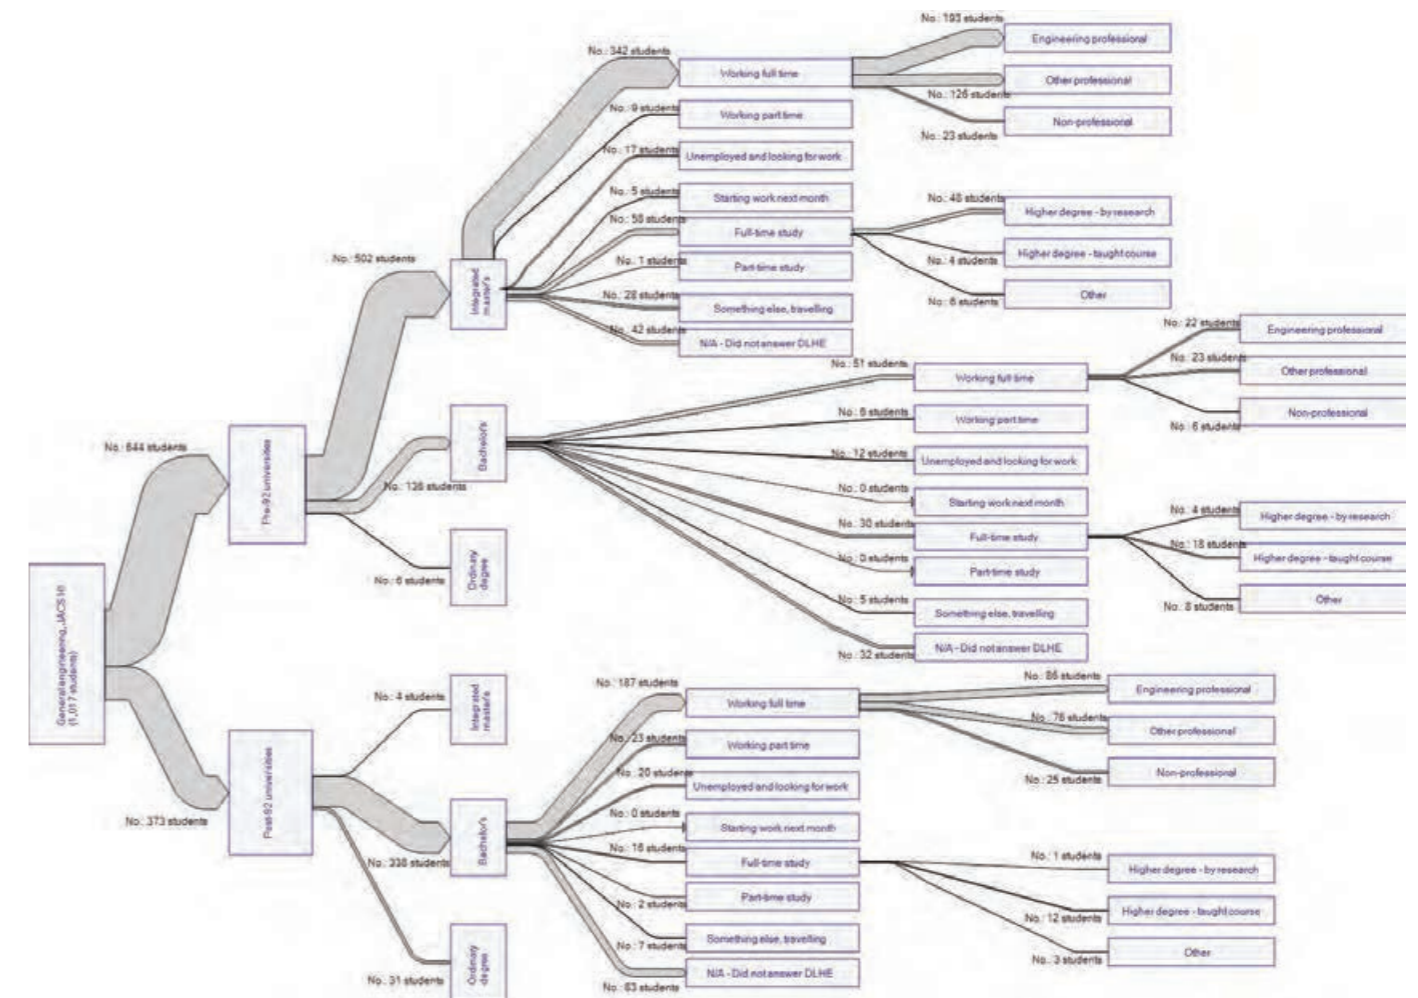 General engineering, JACS
(1,017 students)
No.: 644 students
Pre-92 universities
No.: 502 students
Integrated
master's
No.: 342 students
Working full time
No.: 193 students
Engineering professional
Other professional
No.: 126 students
Non-professional
No.: 23 students
No.: 9 students
Working part time
No.: 17 students
Unemployed and looking for work
No.: 5 students
Starting work next month
No.: 58 students
Full-time study
No.: 48 students
Higher degree - by research
Higher degree - taught course
No.: 4 students
Other
No.: 6 students
No.: 1 students
Part-time study
No.: 28 students
Something else, travelling
No.: 42 students
N/A - Did not answer DLHE
No.: 136 students
Bachelor's
No.: 51 students
Working full time
No.: 22 students
Engineering professional
No.: 23 students
Other professional
Non-professional
No.: 6 students
No.: 6 students
Working part time
No.: 12 students
Unemployed and looking for work
No.: 0 students
Starting work next month
No.: 30 students
Full-time study
No.: 4 students
Higher degree - by research
No.: 18 students
Higher degree - taught course
Other
No.: 8 students
No.: 0 students
Part-time study
No.: 5 students
Something else, travelling
N/A - Did not answer DLHE
No.: 32 students
No.: 6 students
Ordinary
degree
No.: 373 students
Post-92 universities
No.: 4 students
Integrated
master's
No.: 338 students
Bachelor's
No.: 187 students
Working full time
No.: 86 students
Engineering professional
No.: 76 students
Other professional
Non-professional
No.: 25 students
No.: 23 students
Working part time
No.: 20 students
Unemployed and looking for work
No.: 0 students
Starting work next month
No.: 16 students
Full-time study
No.: 1 students
Higher degree - by research
Higher degree - taught course
No.: 12 students
Other
No.: 3 students
Part-time study
No.: 2 students
Something else, travelling
No.: 7 students
N/A - Did not answer DLHE
No.: 83 students
No.: 31 students
Ordinary
degree